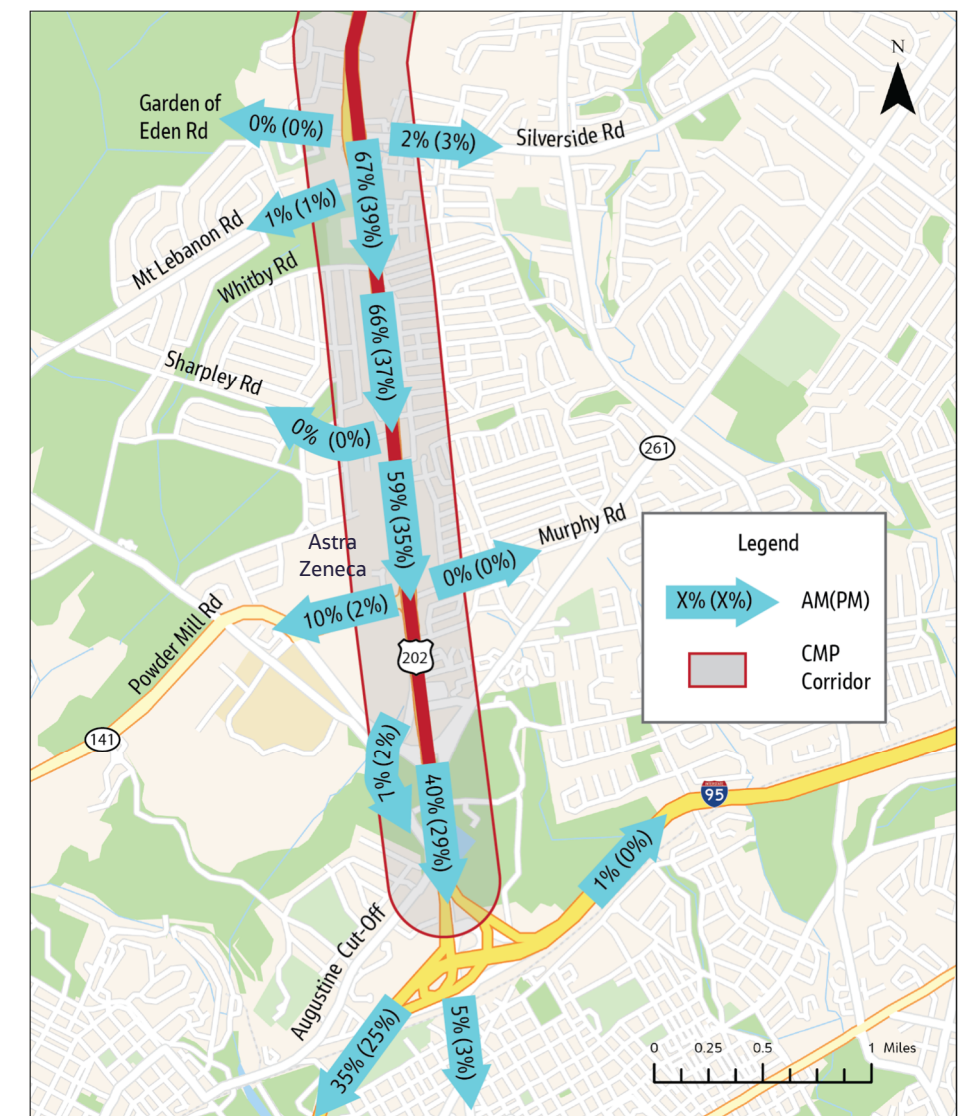 N
Garden of
Eden Rd
0% (0%)
2% (3%)
Silverside Rd
67% (39%)
1% (1%)
Mt Lebanon Rd
Whitby Rd
66% (37%)
Sharpley Rd
0% (0%)
261
59% (35%)
Murphy Rd
Astra
Zeneca
0% (0%)
Legend
X% (X%)
AM(PM)
CMP
Corridor
10% (2%)
Powder Mill Rd
202
141
7% (2%)
40% (29%)
95
1% (0%)
Augustine Cut-Off
35% (25%)
5% (3%)
0 0.25 0.5 1 Miles